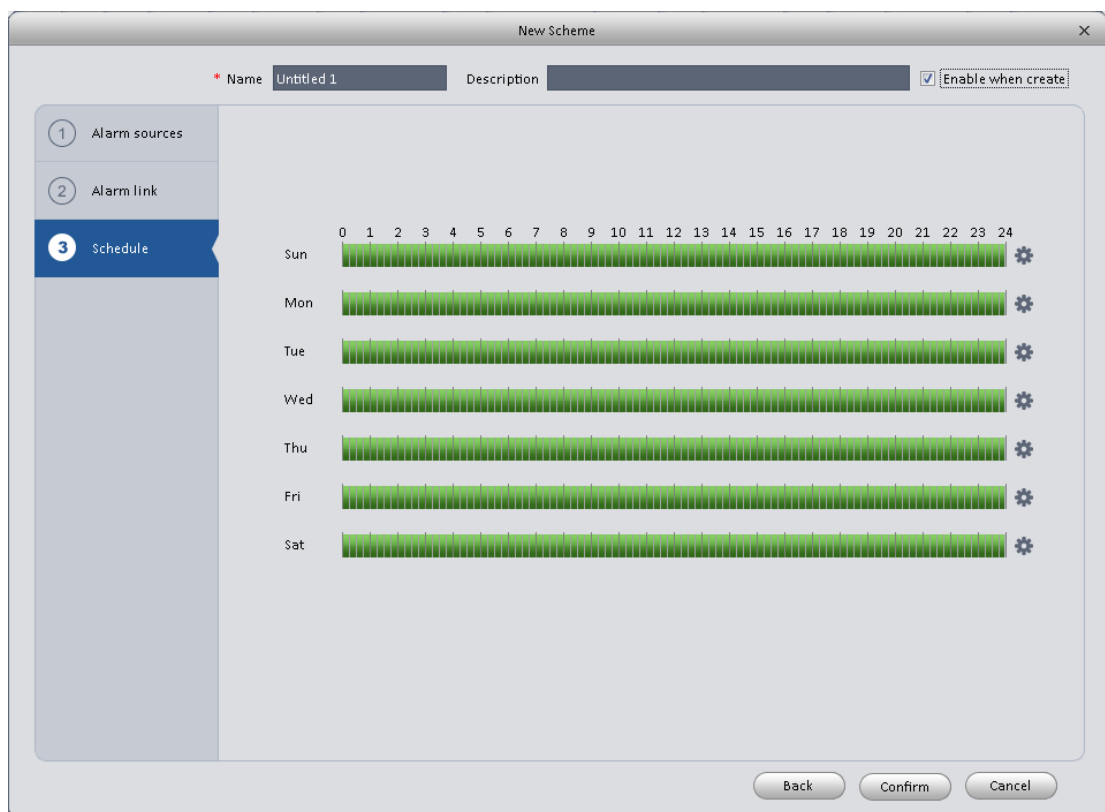 New Scheme
* Name Untitled 1 Description Enable when create
1 Alarm sources
2 Alarm link
3 Schedule
0 1 2 3 4 5 6 7 8 9 10 11 12 13 14 15 16 17 18 19 20 21 22 23 24
Sun
Mon
Tue
Wed
Thu
Fri
Sat
Back Confirm Cancel